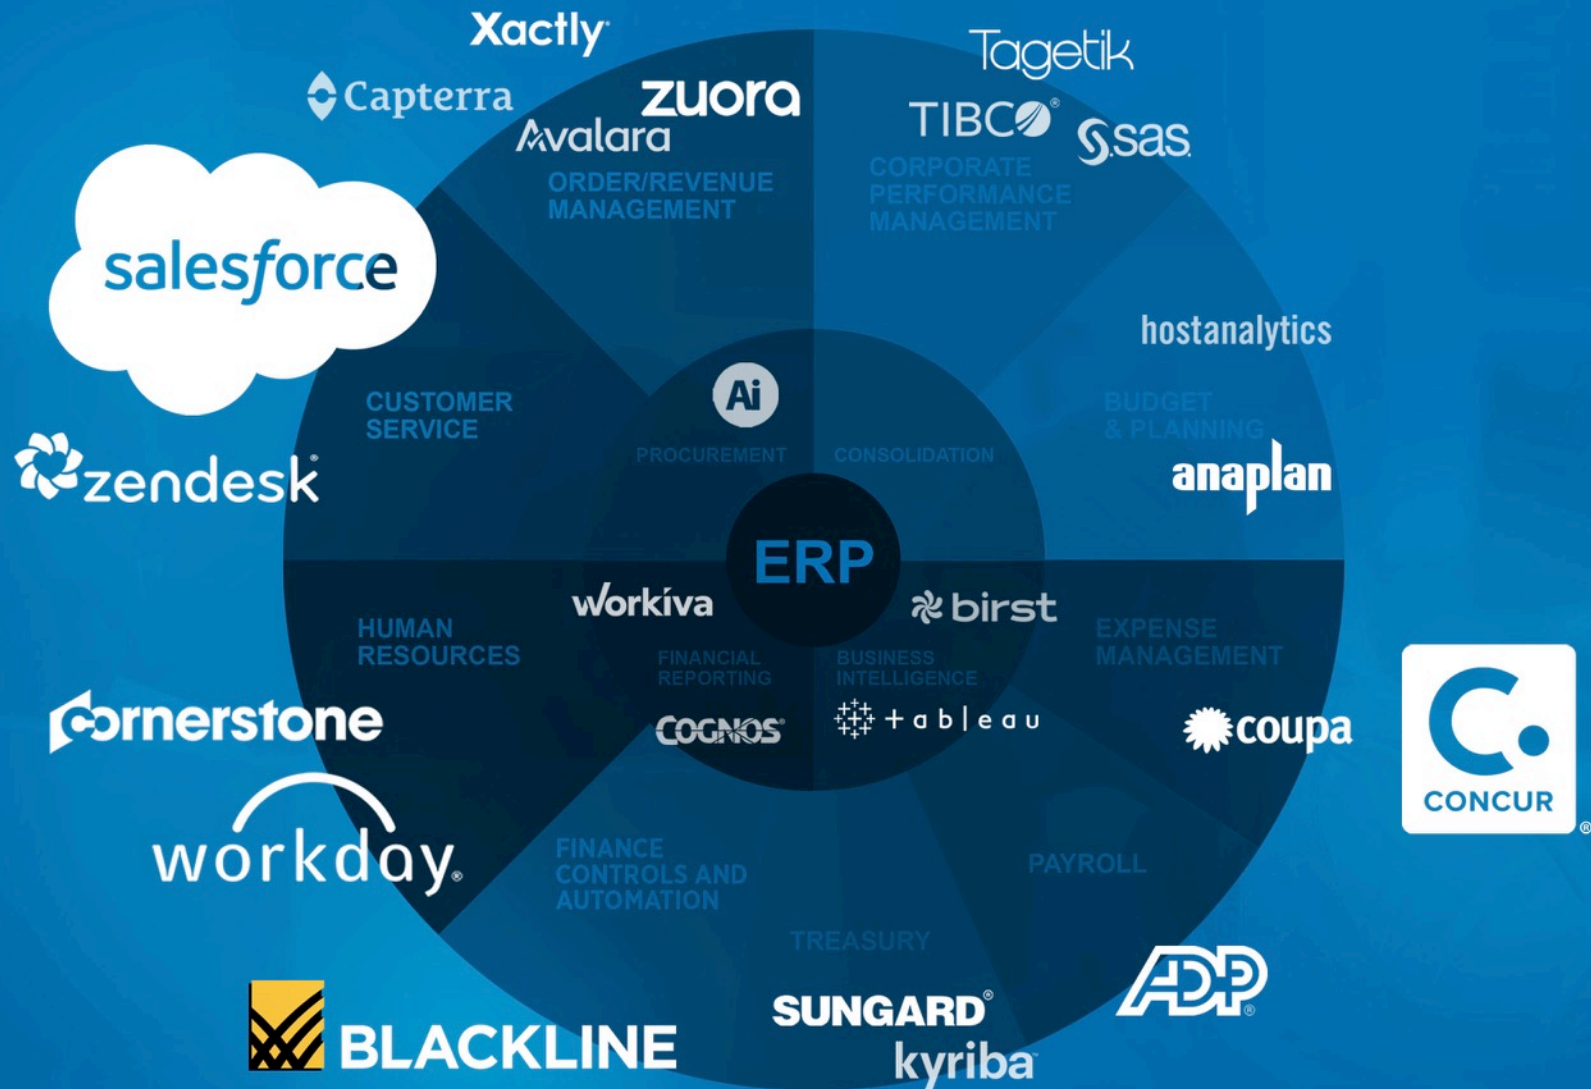 Xactly
Capterra
zuora
Avalara
ORDER/REVENUE
MANAGEMENT
Tagetik
TIBCO®
S.sas.
CORPORATE
PERFORMANCE
MANAGEMENT
salesforce
CUSTOMER
SERVICE
zendesk
hostanalytics
BUDGET
& PLANNING
anaplan
Ai
PROCUREMENT
CONSOLIDATION
ERP
workiva
birst
HUMAN
RESOURCES
FINANCIAL
REPORTING
BUSINESS
INTELLIGENCE
EXPENSE
MANAGEMENT
cornerstone
COGNOS®
+ableau
coupa
C.
CONCUR®
workday®
FINANCE
CONTROLS AND
AUTOMATION
PAYROLL
TREASURY
BLACKLINE
SUNGARD®
kyriba
ADP®